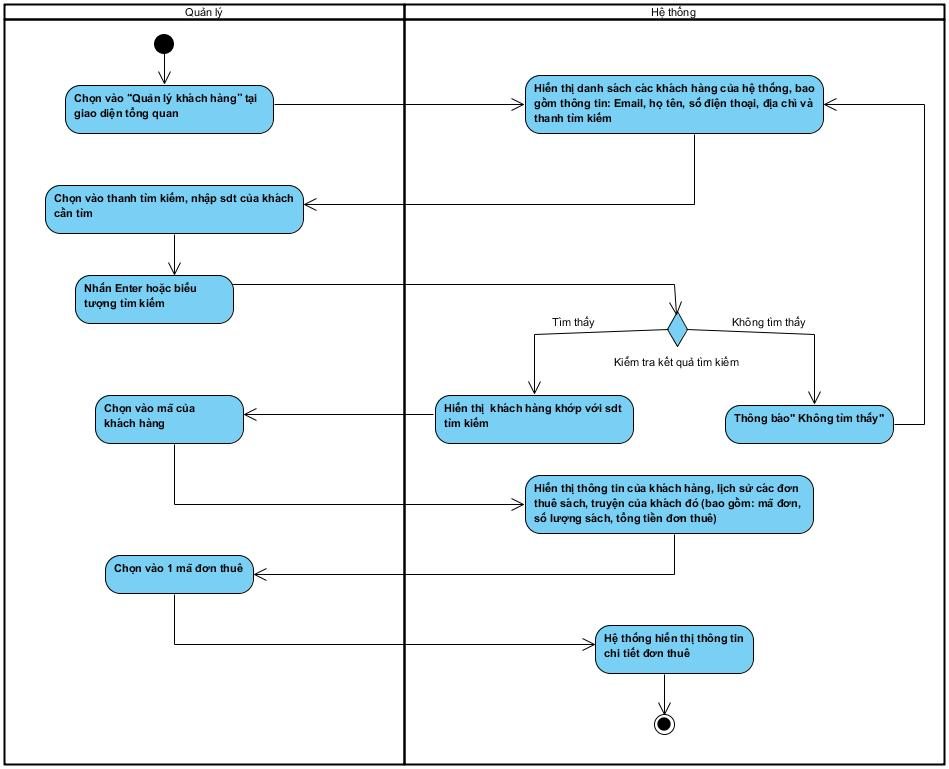 Quản lý
Hệ thống
Chọn vào "Quản lý khách hàng" tại
giao diện tổng quan
Hiển thị danh sách các khách hàng của hệ thống, bao
gồm thông tin: Email, họ tên, số điện thoại, địa chỉ và
thanh tìm kiếm
Chọn vào thanh tìm kiếm, nhập sdt của khách
cần tìm
Nhấn Enter hoặc biểu
tượng tìm kiếm
Tìm thấy
Không tìm thấy
Kiểm tra kết quả tìm kiếm
Chọn vào mã của
khách hàng
Hiển thị  khách hàng khớp với sdt
tìm kiếm
Thông báo" Không tìm thấy"
Hiển thị thông tin của khách hàng, lịch sử các đơn
thuê sách, truyện của khách đó (bao gồm: mã đơn,
số lượng sách, tổng tiền đơn thuê)
Chọn vào 1 mã đơn thuê
Hệ thống hiển thị thông tin
chi tiết đơn thuê